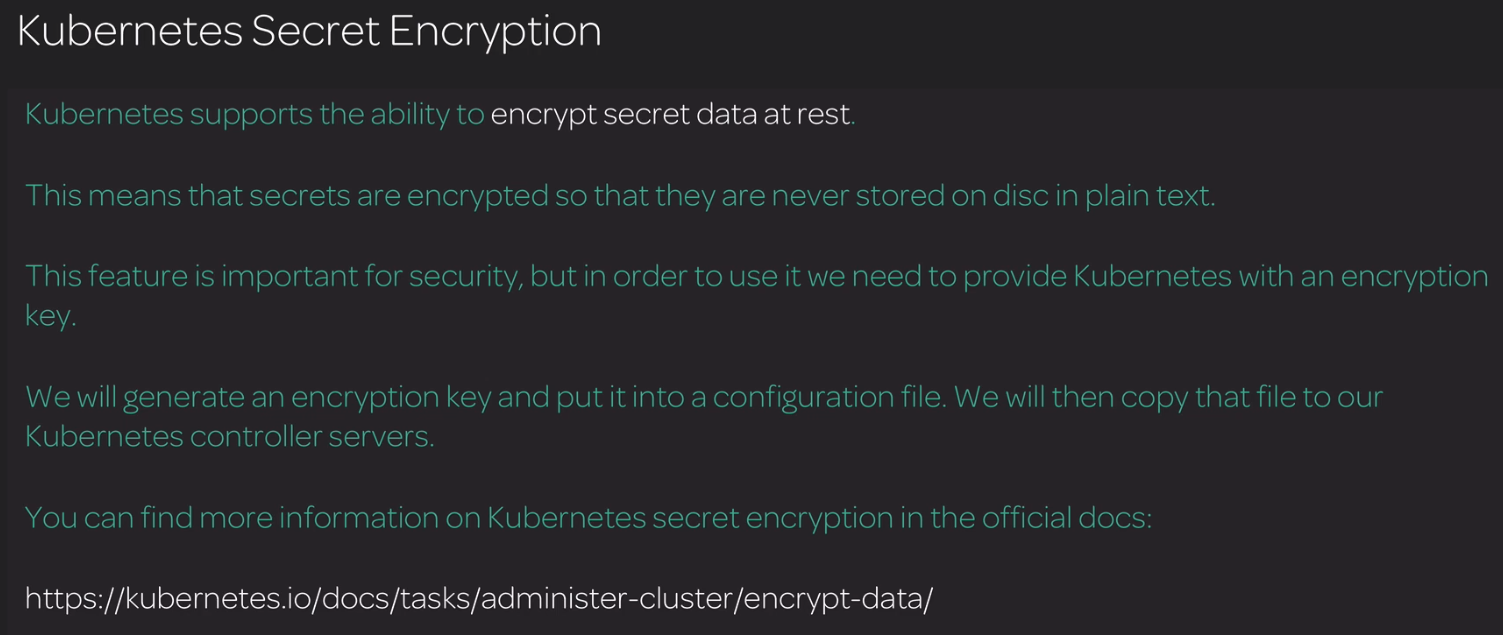 Kubernetes Secret Encryption
Kubernetes supports the ability to encrypt secret data at rest.
This means that secrets are encrypted so that they are never stored on disc in plain text.
This feature is important for security, but in order to use it we need to provide Kubernetes with an encryption
key.
We will generate an encryption key and put it into a configuration file. We will then copy that file to our
Kubernetes controller servers.
You can find more information on Kubernetes secret encryption in the official docs:
https://kubernetes.io/docs/tasks/administer-cluster/encrypt-data/